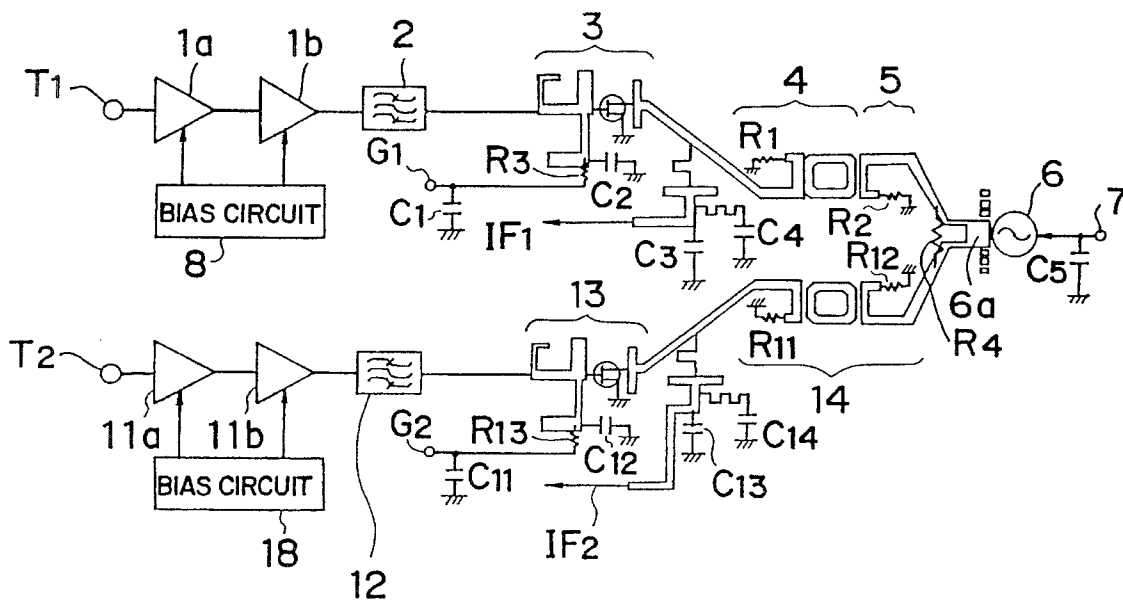 3
1a 1b 2
4 5
T1
R1
G1 R3 C2 6 7
BIAS CIRCUIT C1 IF1 R2
8 C3 C4 R12 C5
13 6a
R11 R4
T2 14
11a 11b G2 R13 C12 C14
BIAS CIRCUIT C11 C13
18 12 IF2